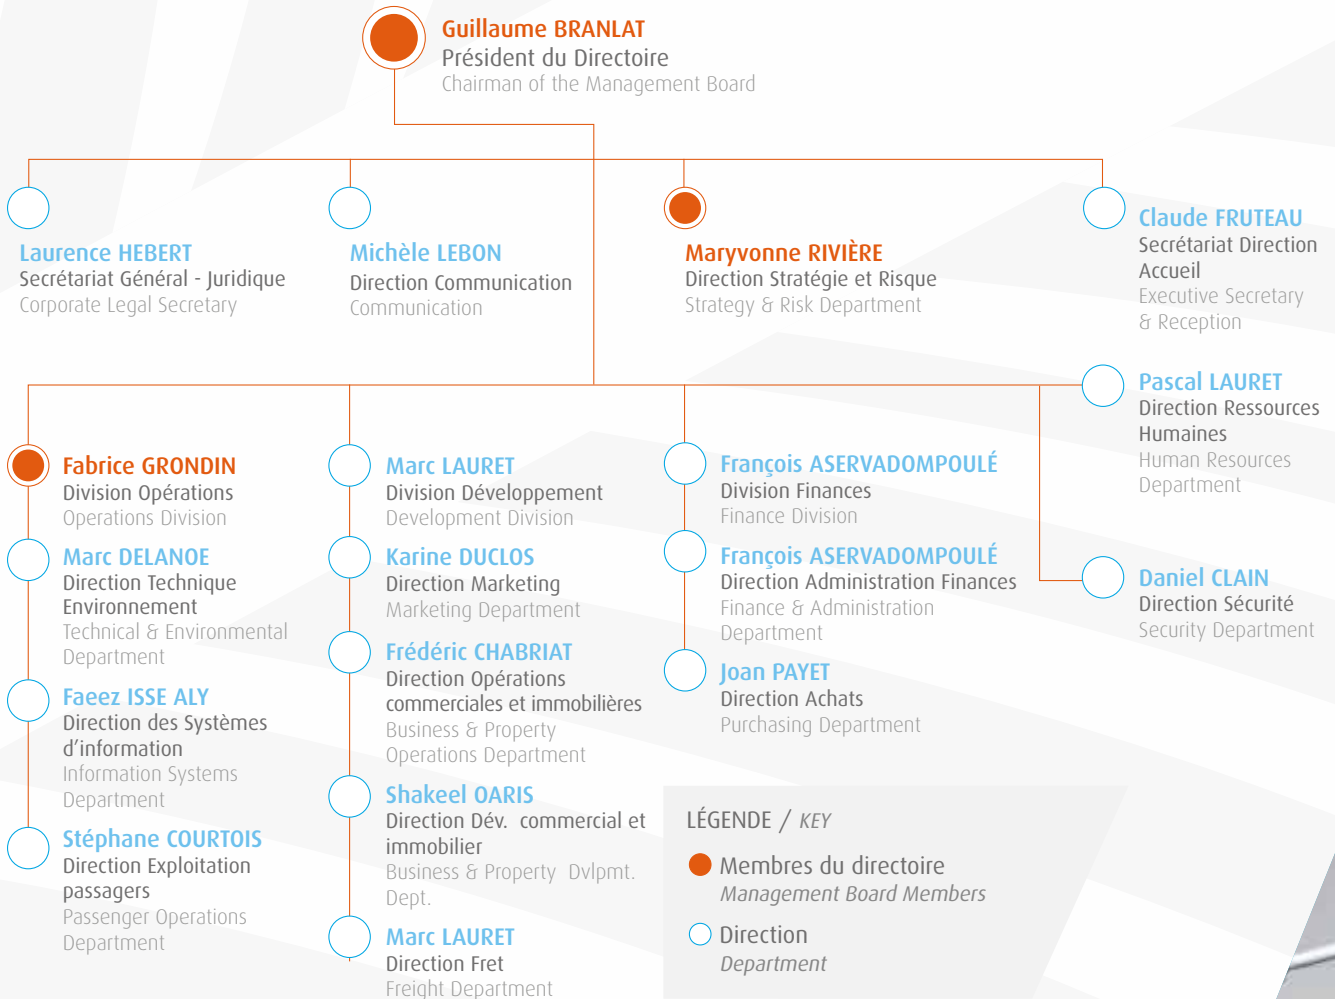 Guillaume BRANLAT
Président du Directoire
Chairman of the Management Board
Laurence HEBERT
Secrétariat Général - Juridique
Corporate Legal Secretary
Michèle LEBON
Direction Communication
Communication
Maryvonne RIVIÈRE
Direction Stratégie et Risque
Strategy & Risk Department
Claude FRUTEAU
Secrétariat Direction
Accueil
Executive Secretary
& Reception
Pascal LAURET
Direction Ressources
Humaines
Human Resources
Department
Fabrice GRONDIN
Division Opérations
Operations Division
Marc DELANOE
Direction Technique
Environnement
Technical & Environmental
Department
Faeez ISSE ALY
Direction des Systèmes
d'information
Information Systems
Department
Stéphane COURTOIS
Direction Exploitation
passagers
Passenger Operations
Department
Marc LAURET
Division Développement
Development Division
Karine DUCLOS
Direction Marketing
Marketing Department
Frédéric CHABRIAT
Direction Opérations
commerciales et immobilières
Business & Property
Operations Department
Shakeel OARIS
Direction Dév. commercial et
immobilier
Business & Property Dvlpmt.
Dept.
Marc LAURET
Direction Fret
Freight Department
François ASERVADOMPOULÉ
Division Finances
Finance Division
François ASERVADOMPOULÉ
Direction Administration Finances
Finance & Administration
Department
Joan PAYET
Direction Achats
Purchasing Department
Daniel CLAIN
Direction Sécurité
Security Department
LÉGENDE / KEY
Membres du directoire
Management Board Members
Direction
Department